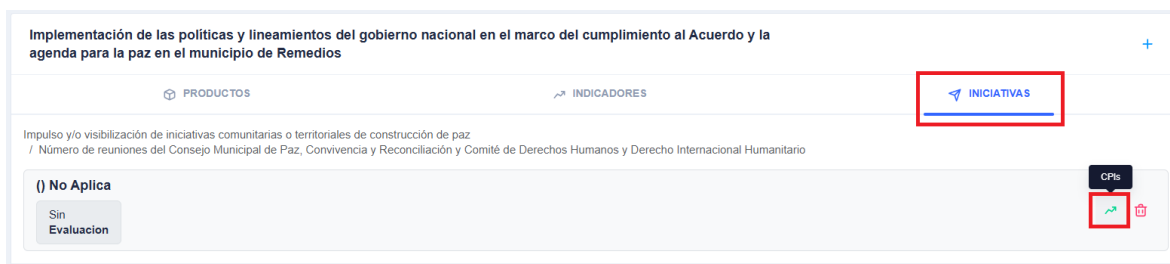 Implementación de las políticas y lineamientos del gobierno nacional en el marco del cumplimiento al Acuerdo y la
agenda para la paz en el municipio de Remedios
PRODUCTOS
INDICADORES
INICIATIVAS
Impulso y/o visibilización de iniciativas comunitarias o territoriales de construcción de paz
/ Número de reuniones del Consejo Municipal de Paz, Convivencia y Reconciliación y Comité de Derechos Humanos y Derecho Internacional Humanitario
() No Aplica
CPIs
Sin
Evaluacion